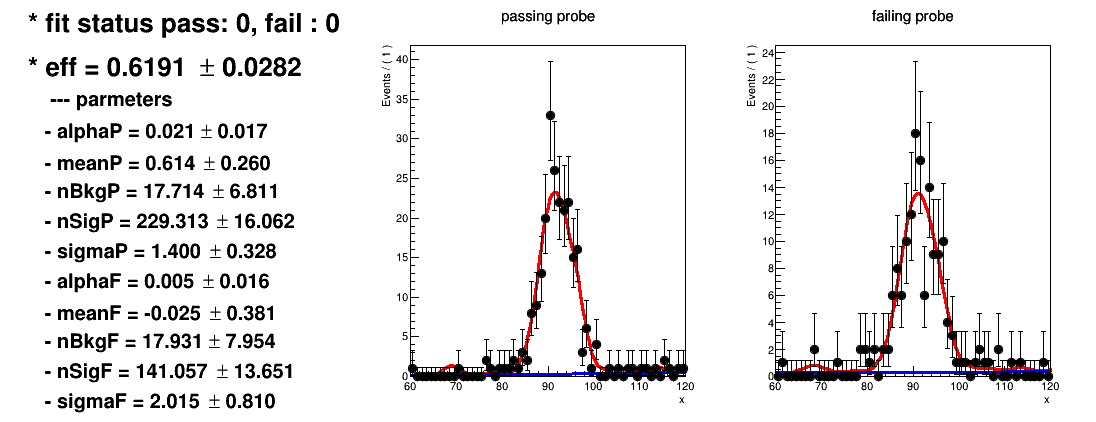 * fit status pass: 0, fail : 0
* eff = 0.6191 ± 0.0282
--- parmeters
- alphaP = 0.021 ± 0.017
- meanP = 0.614 ± 0.260
- nBkgP = 17.714 ± 6.811
- nSigP = 229.313 ± 16.062
- sigmaP = 1.400 ± 0.328
- alphaF = 0.005 ± 0.016
- meanF = -0.025 ± 0.381
- nBkgF = 17.931 ± 7.954
- nSigF = 141.057 ± 13.651
- sigmaF = 2.015 ± 0.810
passing probe
Events / ( 1 )
40
35
30
25
20
15
10
5
0
60 70 80 90 100 110 120
x
failing probe
Events / ( 1 )
24
22
20
18
16
14
12
10
8
6
4
2
0
60 70 80 90 100 110 120
x